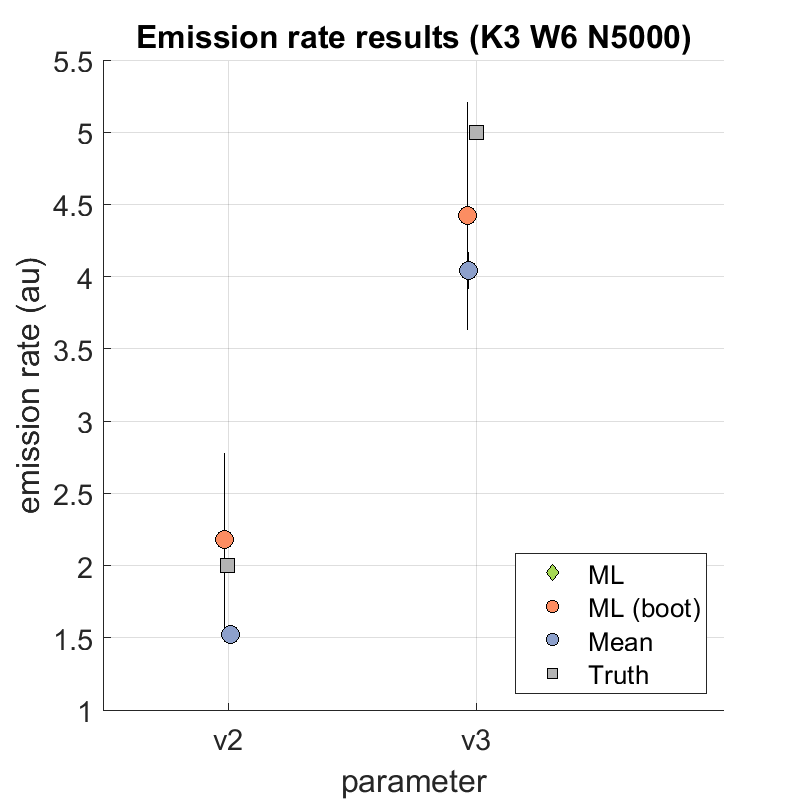 Emission rate results (K3 W6 N5000)
5.5
5
4.5
4
3.5
3
2.5
2
1.5
1
emission rate (au)
v2
v3
parameter
ML
ML (boot)
Mean
Truth